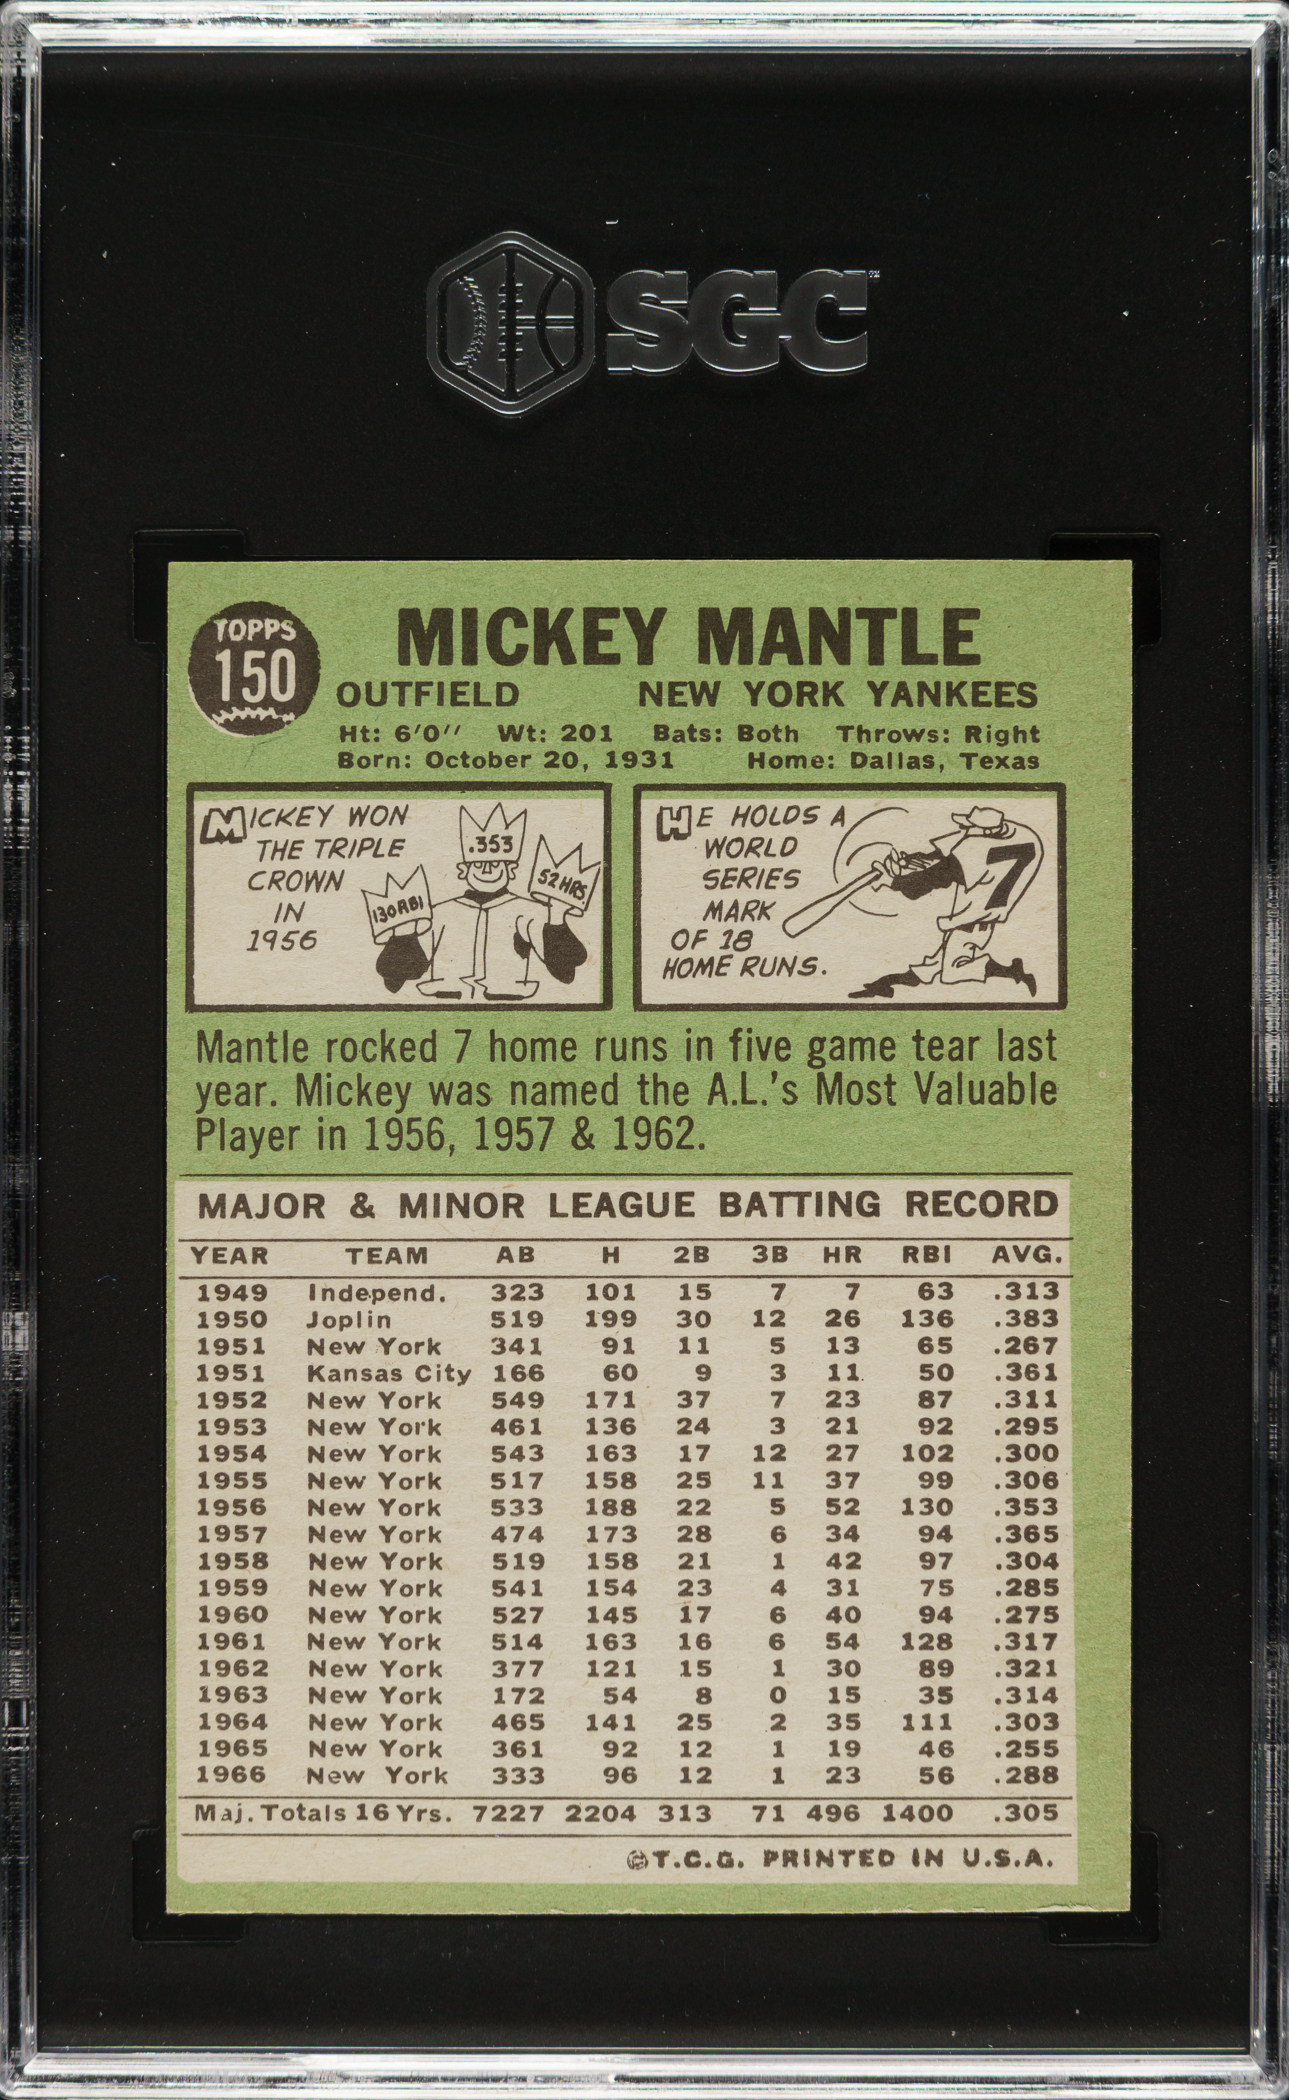 SGC™
TOPPS
150
MICKEY MANTLE
OUTFIELD NEW YORK YANKEES
Ht: 6'0'' Wt: 201 Bats: Both Throws: Right
Born: October 20, 1931 Home: Dallas, Texas
MICKEY WON
THE TRIPLE
CROWN
IN
1956
.353
130 RBI
52 HRS.
HE HOLDS A
WORLD
SERIES
MARK
OF 18
HOME RUNS.
7
Mantle rocked 7 home runs in five game tear last
year. Mickey was named the A.L.'s Most Valuable
Player in 1956, 1957 & 1962.
MAJOR & MINOR LEAGUE BATTING RECORD
YEAR TEAM AB H 2B 3B HR RBI AVG.
1949 Independ. 323 101 15 7 7 63 .313
1950 Joplin 519 199 30 12 26 136 .383
1951 New York 341 91 11 5 13 65 .267
1951 Kansas City 166 60 9 3 11 50 .361
1952 New York 549 171 37 7 23 87 .311
1953 New York 461 136 24 3 21 92 .295
1954 New York 543 163 17 12 27 102 .300
1955 New York 517 158 25 11 37 99 .306
1956 New York 533 188 22 5 52 130 .353
1957 New York 474 173 28 6 34 94 .365
1958 New York 519 158 21 1 42 97 .304
1959 New York 541 154 23 4 31 75 .285
1960 New York 527 145 17 6 40 94 .275
1961 New York 514 163 16 6 54 128 .317
1962 New York 377 121 15 1 30 89 .321
1963 New York 172 54 8 0 15 35 .314
1964 New York 465 141 25 2 35 111 .303
1965 New York 361 92 12 1 19 46 .255
1966 New York 333 96 12 1 23 56 .288
Maj. Totals 16 Yrs. 7227 2204 313 71 496 1400 .305
©T.C.G. PRINTED IN U.S.A.